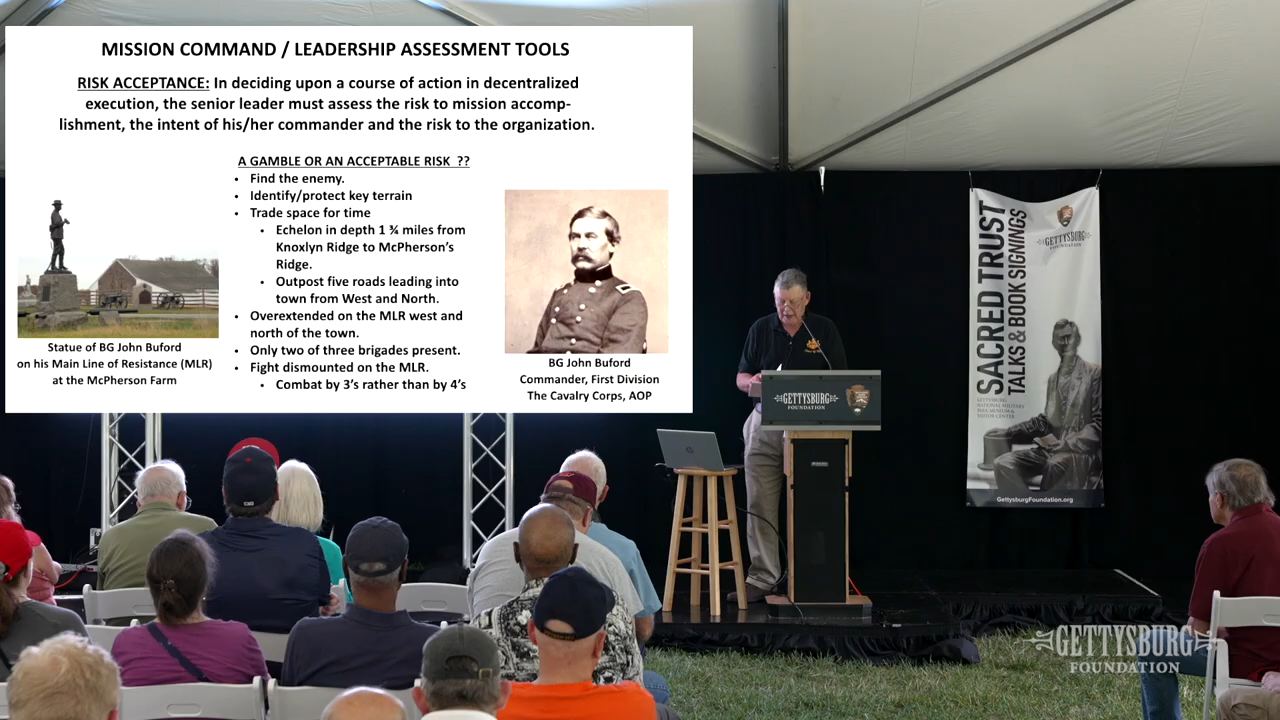 MISSION COMMAND / LEADERSHIP ASSESSMENT TOOLS
RISK ACCEPTANCE: In deciding upon a course of action in decentralized
execution, the senior leader must assess the risk to mission accomp-
lishment, the intent of his/her commander and the risk to the organization.
A GAMBLE OR AN ACCEPTABLE RISK ??
• Find the enemy.
• Identify/protect key terrain
• Trade space for time
• Echelon in depth 1 ¾ miles from
Knoxlyn Ridge to McPherson's
Ridge.
• Outpost five roads leading into
town from West and North.
• Overextended on the MLR west and
north of the town.
• Only two of three brigades present.
• Fight dismounted on the MLR.
• Combat by 3's rather than by 4's
Statue of BG John Buford
on his Main Line of Resistance (MLR)
at the McPherson Farm
BG John Buford
Commander, First Division
The Cavalry Corps, AOP
GETTYSBURG
FOUNDATION
SACRED TRUST
TALKS & BOOK SIGNINGS
GETTYSBURG
FOUNDATION
GETTYSBURG
NATIONAL MILITARY
PARK MUSEUM &
VISITOR CENTER
GettysburgFoundation.org
GETTYSBURG
FOUNDATION